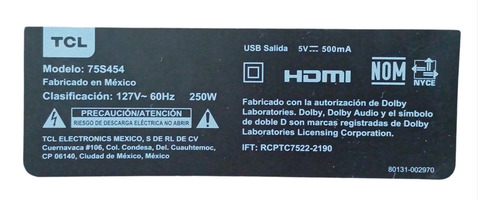 TCL
Modelo: 75S454
Fabricado en México
Clasificación: 127V~ 60Hz 250W
PRECAUCIÓN/ATENCIÓN
RIESGO DE DESCARGA ELÉCTRICA NO ABRIR
TCL ELECTRONICS MEXICO, S DE RL DE CV
Cuernavaca #106, Col. Condesa, Del. Cuauhtemoc,
CP 06140, Ciudad de México, México
USB Salida 5V⎓ 500mA
HDMI
NOM
NYCE
Fabricado con la autorización de Dolby
Laboratories. Dolby, Dolby Audio y el símbolo
de doble D son marcas registradas de Dolby
Laboratories Licensing Corporation.
IFT: RCPTC7522-2190
80131-002970